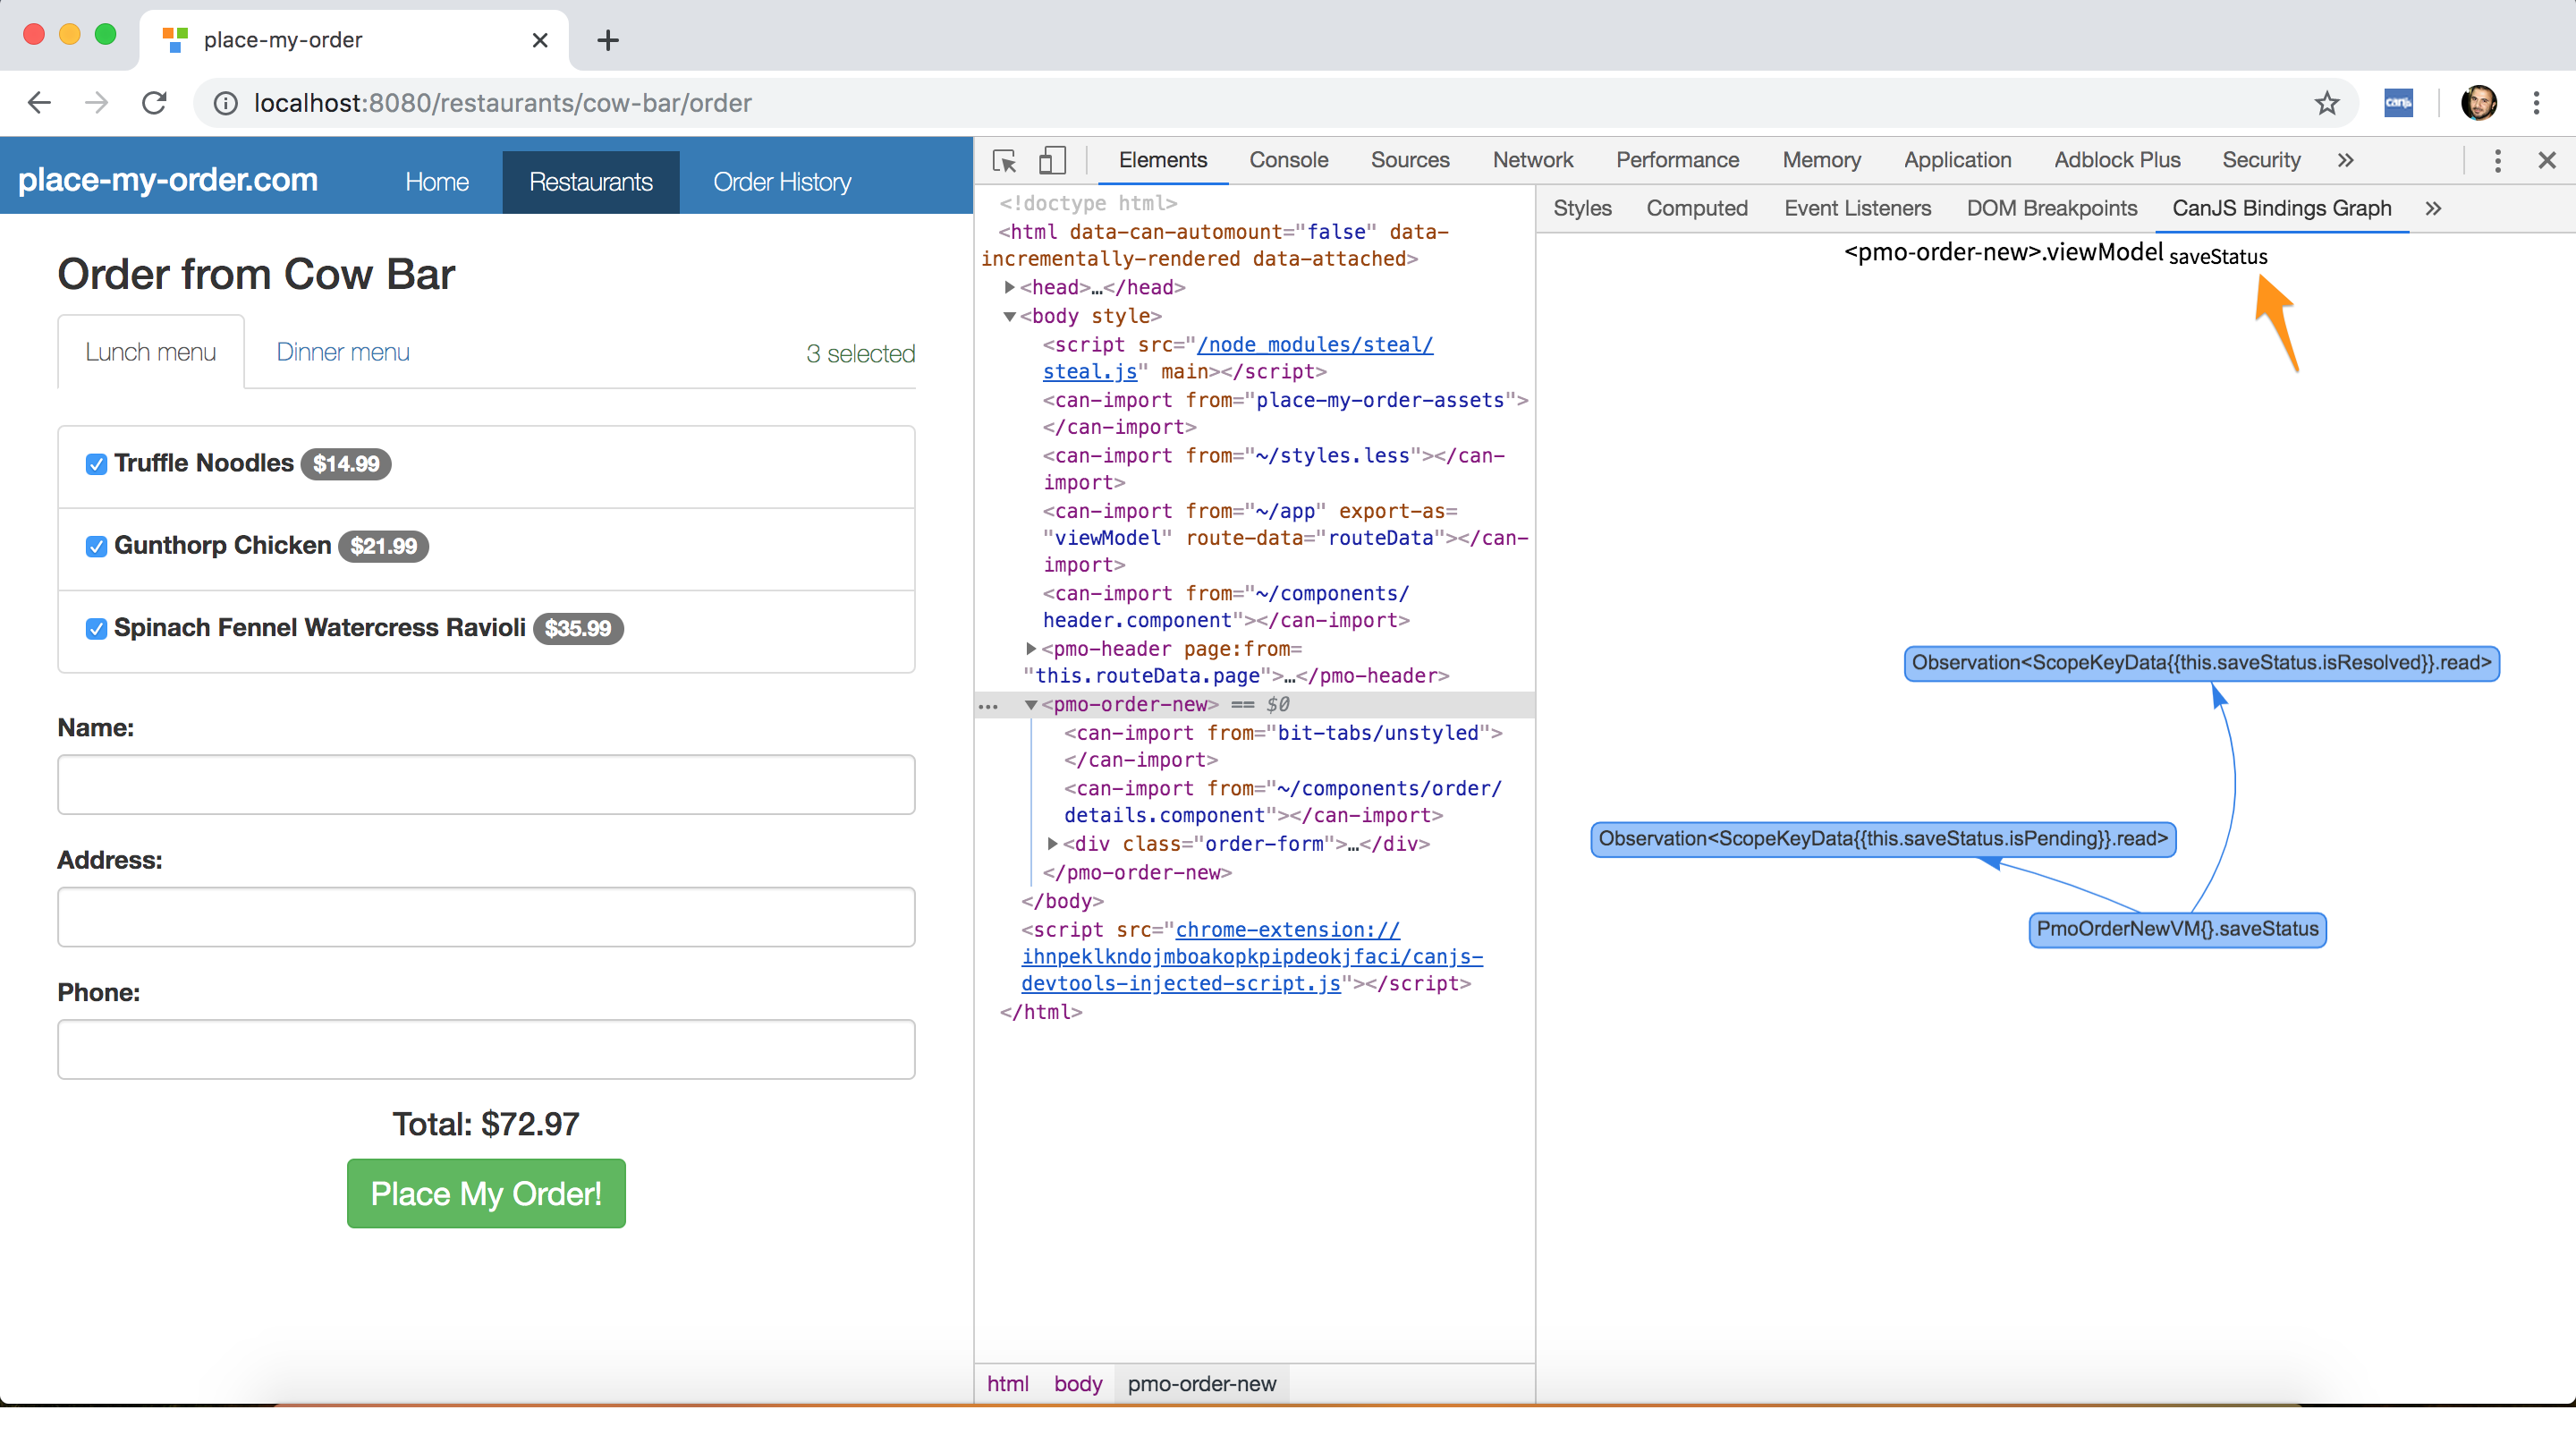 place-my-order
localhost:8080/restaurants/cow-bar/order
canjs
place-my-order.com
Home
Restaurants
Order History
Order from Cow Bar
Lunch menu
Dinner menu
3 selected
Truffle Noodles $14.99
Gunthorp Chicken $21.99
Spinach Fennel Watercress Ravioli $35.99
Name:
Address:
Phone:
Total: $72.97
Place My Order!
Elements
Console
Sources
Network
Performance
Memory
Application
Adblock Plus
Security
<!doctype html>
<html data-can-automount="false" data-
incrementally-rendered data-attached>
<head>…</head>
<body style>
<script src="/node_modules/steal/
steal.js" main></script>
<can-import from="place-my-order-assets">
</can-import>
<can-import from="~/styles.less"></can-
import>
<can-import from="~/app" export-as=
"viewModel" route-data="routeData"></can-
import>
<can-import from="~/components/
header.component"></can-import>
<pmo-header page:from=
"this.routeData.page">…</pmo-header>
… <pmo-order-new> == $0
<can-import from="bit-tabs/unstyled">
</can-import>
<can-import from="~/components/order/
details.component"></can-import>
<div class="order-form">…</div>
</pmo-order-new>
</body>
<script src="chrome-extension://
ihnpeklkndojmboakopkpipdeokjfaci/canjs-
devtools-injected-script.js"></script>
</html>
html
body
pmo-order-new
Styles
Computed
Event Listeners
DOM Breakpoints
CanJS Bindings Graph
<pmo-order-new>.viewModel saveStatus
Observation<ScopeKeyData{{this.saveStatus.isResolved}}.read>
Observation<ScopeKeyData{{this.saveStatus.isPending}}.read>
PmoOrderNewVM{}.saveStatus